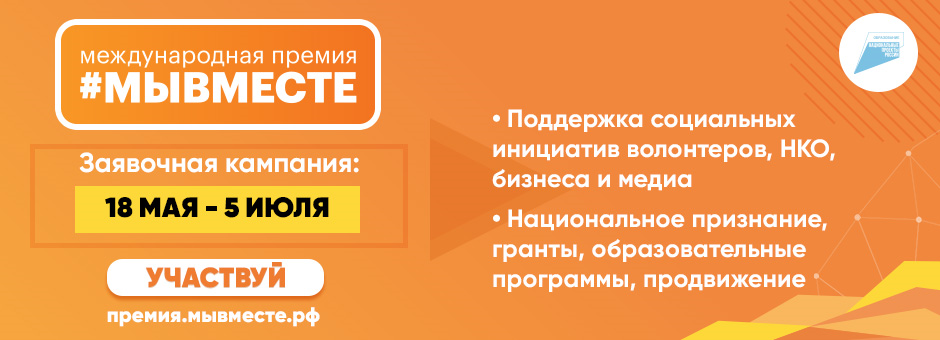 международная премия
#МЫВМЕСТЕ
Заявочная кампания:
18 МАЯ - 5 ИЮЛЯ
УЧАСТВУЙ
премия.мывместе.рф
• Поддержка социальных
инициатив волонтеров, НКО,
бизнеса и медиа
• Национальное признание,
гранты, образовательные
программы, продвижение
НАЦИОНАЛЬНЫЕ
ПРОЕКТЫ
РОССИИ